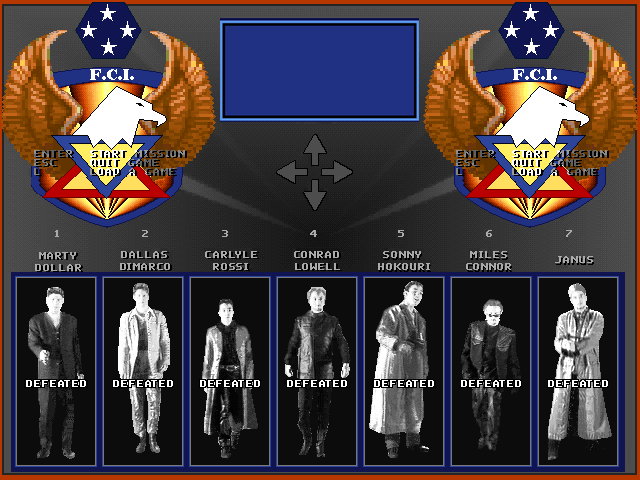 F.C.I.
F.C.I.
ENTER START MISSION
ESC QUIT GAME
L LOAD A GAME
ENTER START MISSION
ESC QUIT GAME
L LOAD A GAME
1 2 3 4 5 6 7
MARTY DOLLAR
DALLAS DIMARCO
CARLYLE ROSSI
CONRAD LOWELL
SONNY HOKOURI
MILES CONNOR
JANUS
DEFEATED DEFEATED DEFEATED DEFEATED DEFEATED DEFEATED DEFEATED